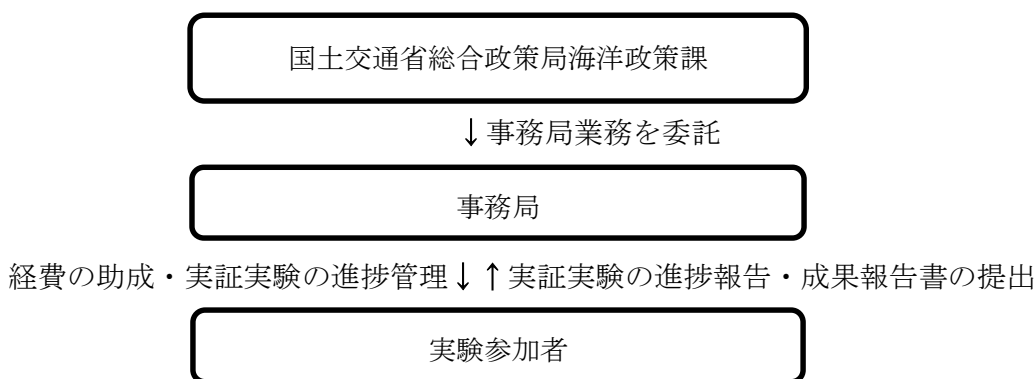 国土交通省総合政策局海洋政策課
↓事務局業務を委託
事務局
経費の助成・実証実験の進捗管理↓↑実証実験の進捗報告・成果報告書の提出
実験参加者